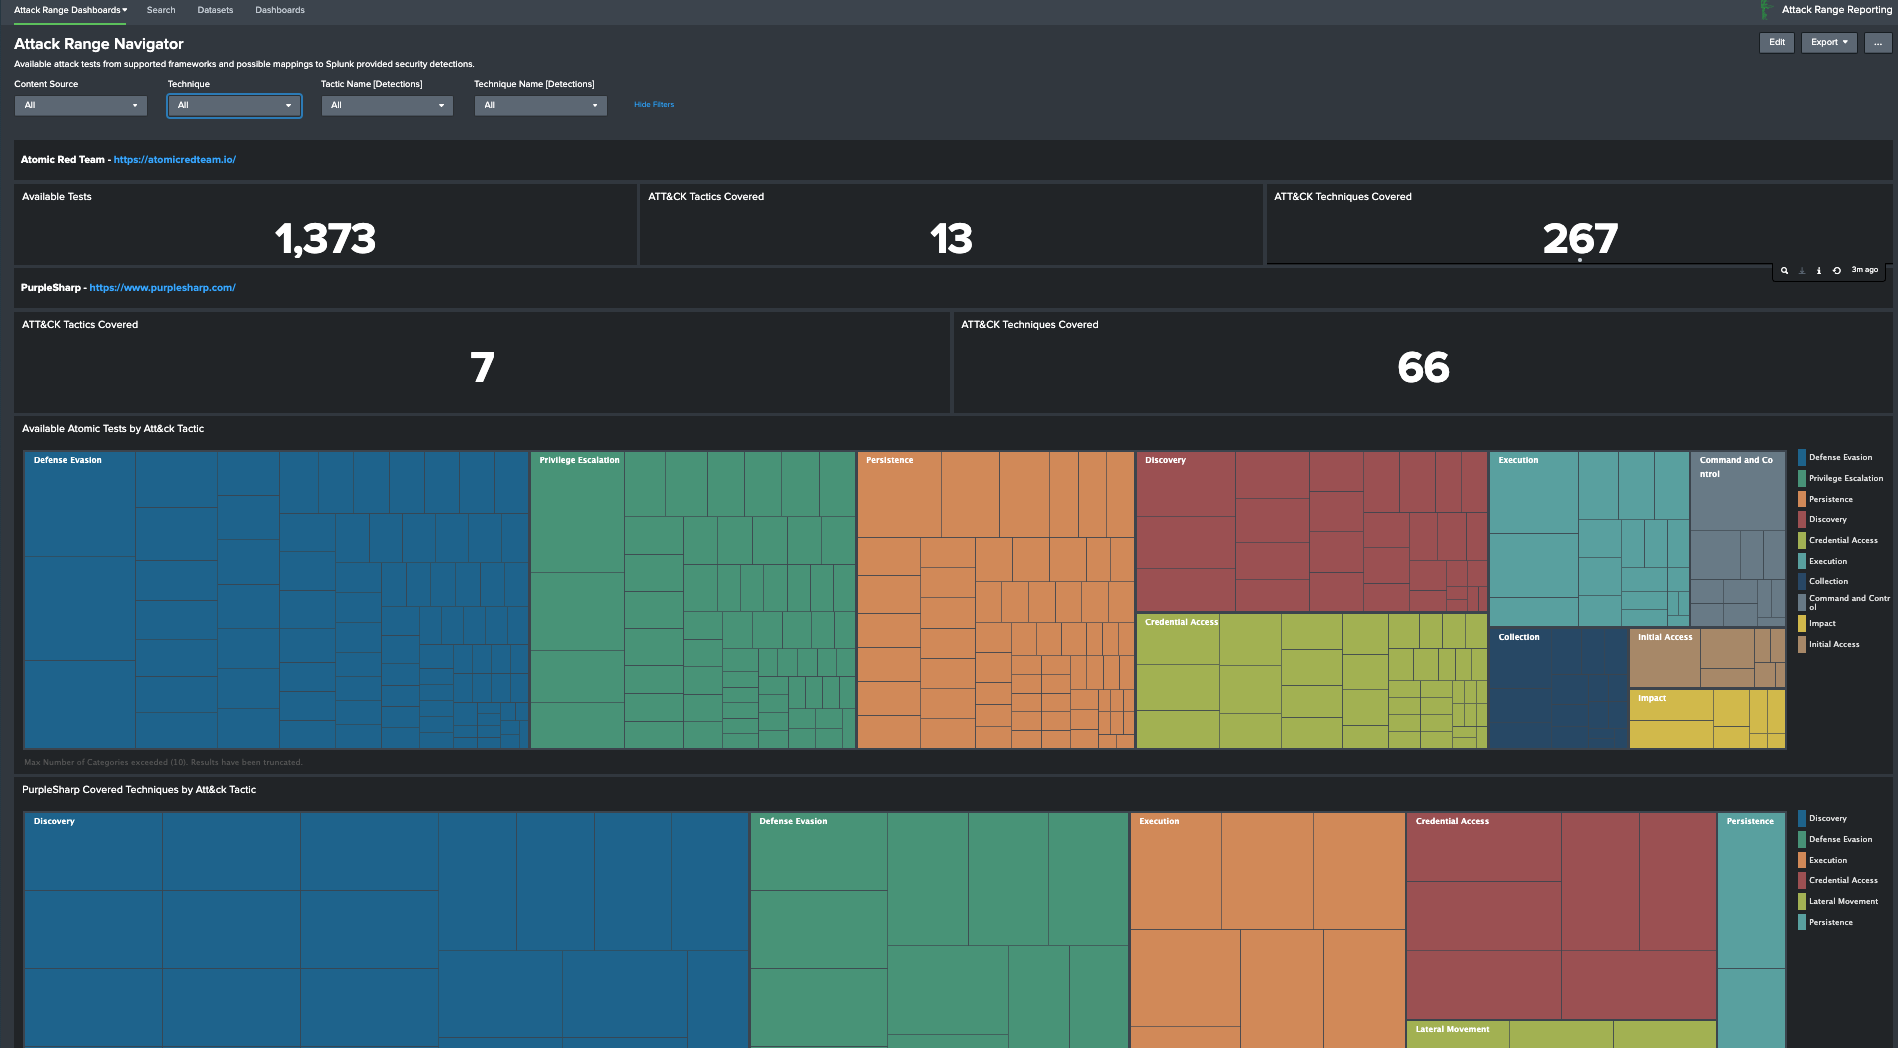 Attack Range Dashboards Search Datasets Dashboards Attack Range Reporting
Attack Range Navigator
Edit Export ...
Available attack tests from supported frameworks and possible mappings to Splunk provided security detections.
Content Source Technique Tactic Name [Detections] Technique Name [Detections]
All All All All Hide Filters
Atomic Red Team - https://atomicredteam.io/
Available Tests ATT&CK Tactics Covered ATT&CK Techniques Covered
1,373 13 267
3m ago
PurpleSharp - https://www.purplesharp.com/
ATT&CK Tactics Covered ATT&CK Techniques Covered
7 66
Available Atomic Tests by Att&ck Tactic
Defense Evasion Privilege Escalation Persistence Discovery Execution Command and Co
ntrol
Credential Access
Collection Initial Access
Impact
Defense Evasion
Privilege Escalation
Persistence
Discovery
Credential Access
Execution
Collection
Command and Contr
ol
Impact
Initial Access
Max Number of Categories exceeded (10). Results have been truncated.
PurpleSharp Covered Techniques by Att&ck Tactic
Discovery Defense Evasion Execution Credential Access Persistence
Lateral Movement
Discovery
Defense Evasion
Execution
Credential Access
Lateral Movement
Persistence